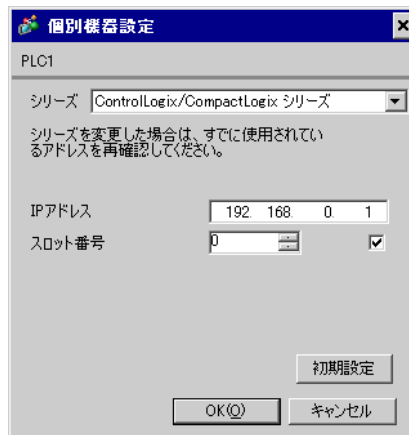 個別機器設定
PLC1
シリーズ ControlLogix/CompactLogix シリーズ
シリーズを変更した場合は、すでに使用されてい
るアドレスを再確認してください。
IPアドレス 192. 168. 0. 1
スロット番号 0
初期設定
OK(O) キャンセル